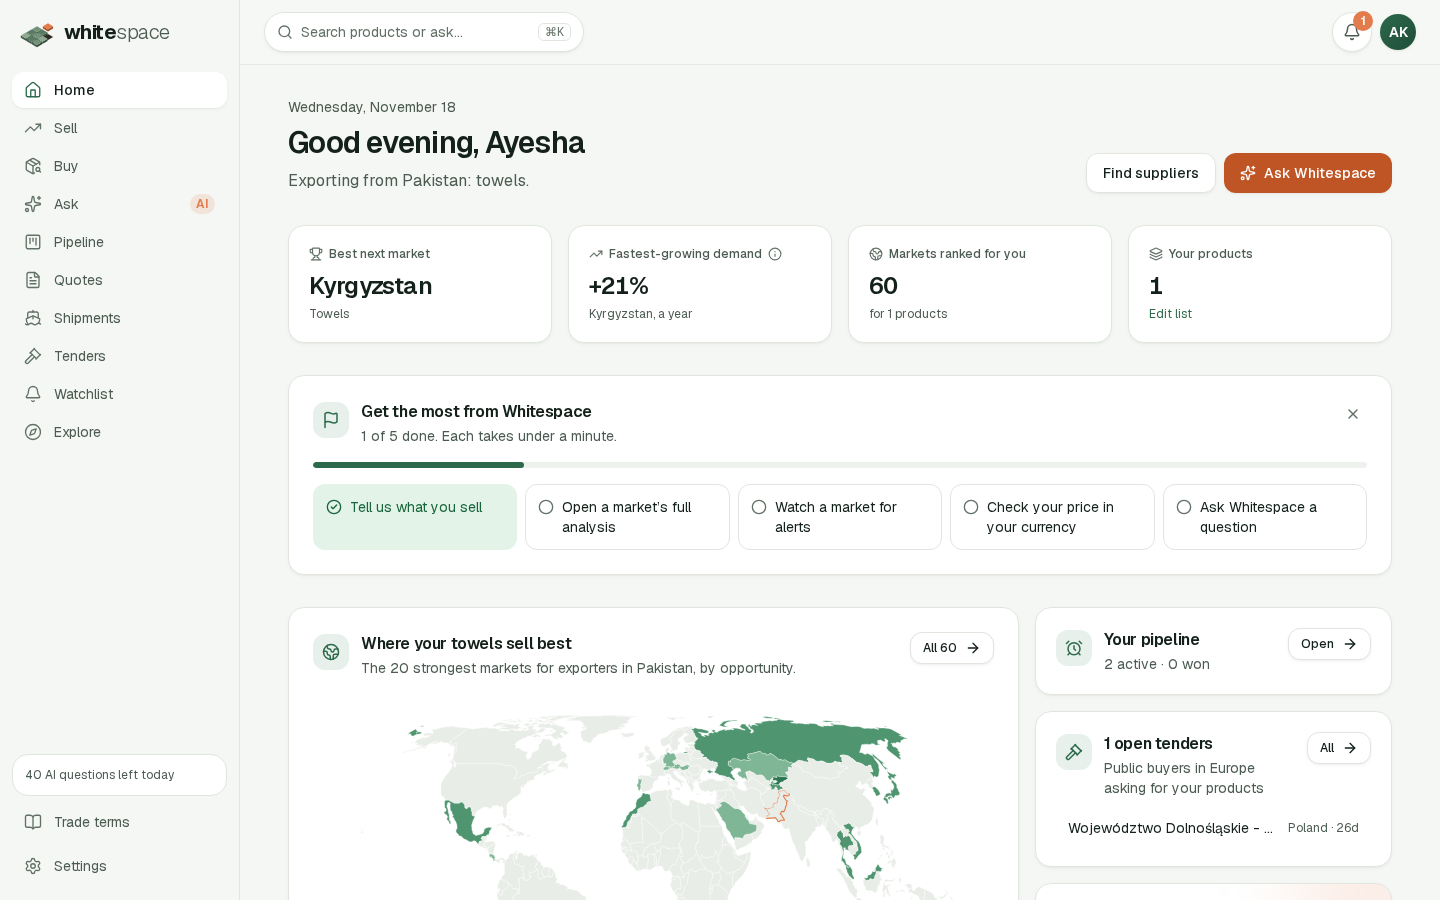 whitespace
Search products or ask...
⌘K
1
AK
Home
Sell
Buy
Ask
AI
Pipeline
Quotes
Shipments
Tenders
Watchlist
Explore
40 AI questions left today
Trade terms
Settings
Wednesday, November 18
Good evening, Ayesha
Exporting from Pakistan: towels.
Find suppliers
Ask Whitespace
Best next market
Kyrgyzstan
Towels
Fastest-growing demand
+21%
Kyrgyzstan, a year
Markets ranked for you
60
for 1 products
Your products
1
Edit list
Get the most from Whitespace
1 of 5 done. Each takes under a minute.
Tell us what you sell
Open a market's full
analysis
Watch a market for
alerts
Check your price in
your currency
Ask Whitespace a
question
Where your towels sell best
The 20 strongest markets for exporters in Pakistan, by opportunity.
All 60
Your pipeline
2 active · 0 won
Open
1 open tenders
Public buyers in Europe
asking for your products
All
Województwo Dolnośląskie - ...
Poland · 26d